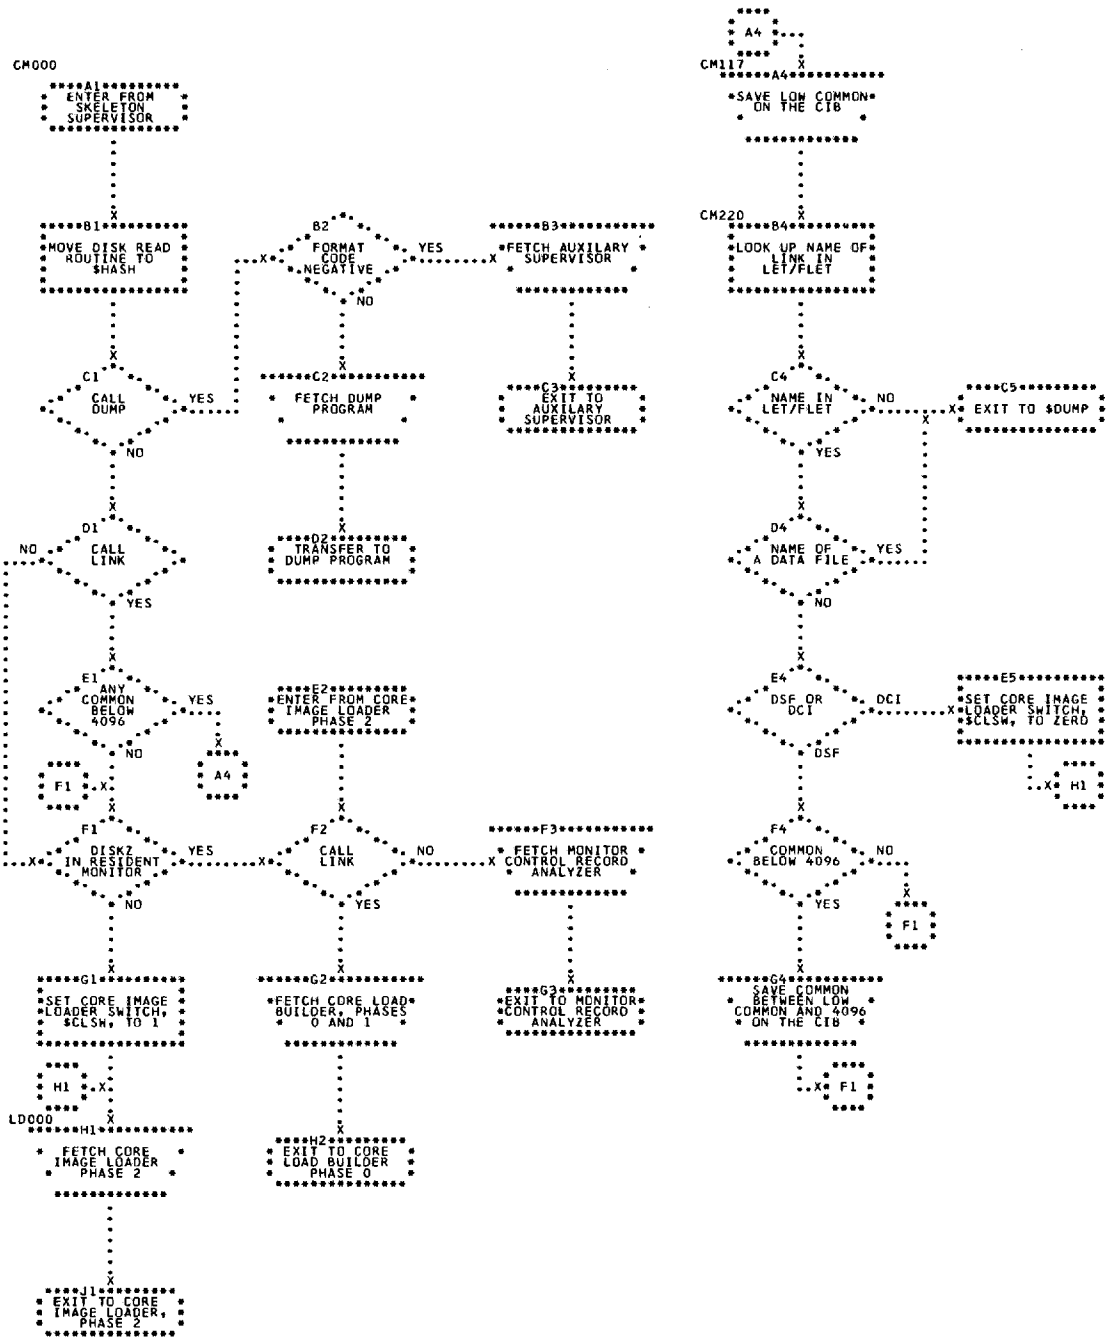 CM000
A1
ENTER FROM
SKELETON
SUPERVISOR
B1
MOVE DISK READ
ROUTINE TO
$HASH
C1
CALL
DUMP
YES
NO
D1
CALL
LINK
NO
YES
E1
ANY
COMMON
BELOW
4096
YES
NO
A4
F1
F1
DISKZ
IN RESIDENT
MONITOR
YES
NO
G1
SET CORE IMAGE
LOADER SWITCH,
$CLSW, TO 1
H1
LD000
H1
FETCH CORE
IMAGE LOADER
PHASE 2
J1
EXIT TO CORE
IMAGE LOADER,
PHASE 2
B2
FORMAT
CODE
NEGATIVE
YES
NO
C2
FETCH DUMP
PROGRAM
D2
TRANSFER TO
DUMP PROGRAM
E2
ENTER FROM CORE
IMAGE LOADER
PHASE 2
F2
CALL
LINK
NO
YES
G2
FETCH CORE LOAD
BUILDER, PHASES
0 AND 1
H2
EXIT TO CORE
LOAD BUILDER
PHASE 0
B3
FETCH AUXILARY
SUPERVISOR
C3
EXIT TO
AUXILARY
SUPERVISOR
F3
FETCH MONITOR
CONTROL RECORD
ANALYZER
G3
EXIT TO MONITOR
CONTROL RECORD
ANALYZER
A4
CM117
A4
SAVE LOW COMMON
ON THE CIB
CM220
B4
LOOK UP NAME OF
LINK IN
LET/FLET
C4
NAME IN
LET/FLET
NO
YES
C5
EXIT TO $DUMP
D4
NAME OF
A DATA FILE
YES
NO
E4
DSF OR
DCI
DCI
DSF
E5
SET CORE IMAGE
LOADER SWITCH,
$CLSW, TO ZERO
H1
F4
COMMON
BELOW 4096
NO
YES
F1
G4
SAVE COMMON
BETWEEN LOW
COMMON AND 4096
ON THE CIB
F1